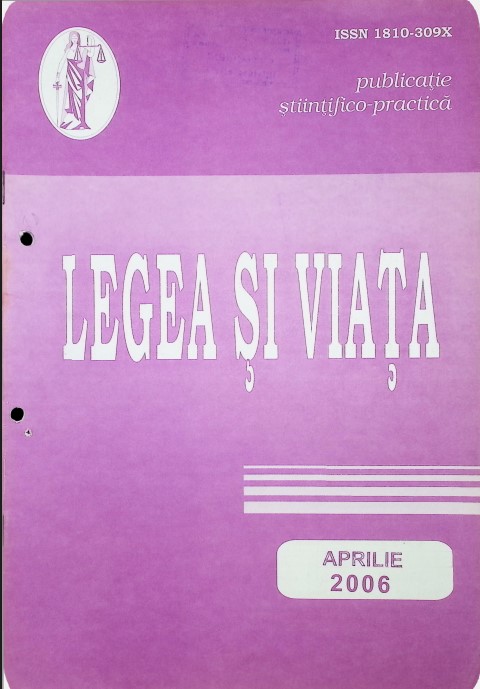 ISSN 1810-309X
publicație
științifico-practică
LEGEA ȘI VIAȚA
APRILIE
2006